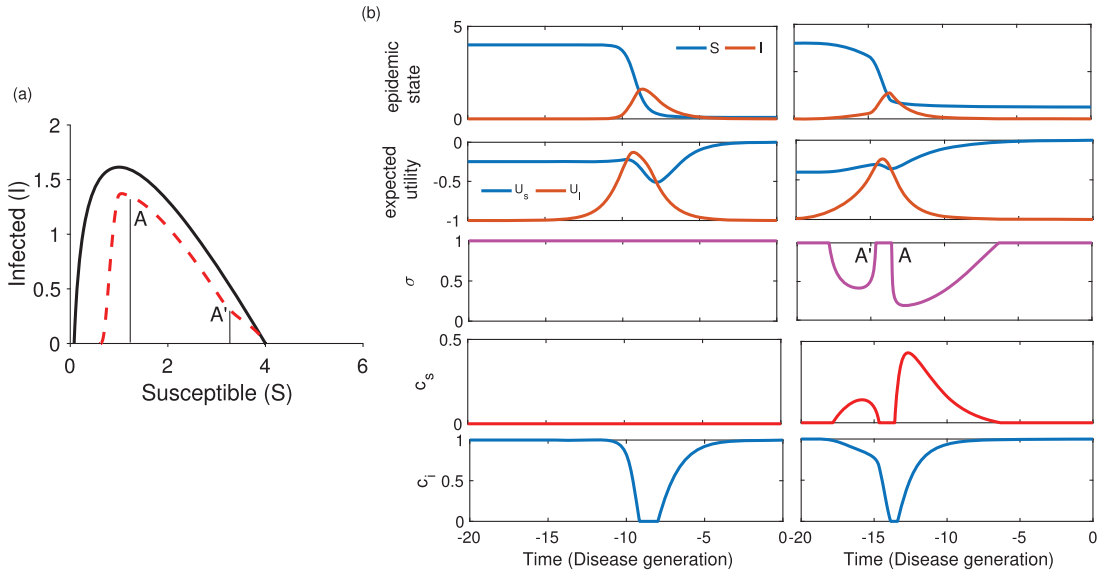 (a)
Infected (I)
2
1.5
1
0.5
0
A
A'
0 2 4 6
Susceptible (S)
(b)
epidemic
state
5
0
S I
expected
utility
0
-0.5
-1
U_s U_I
σ
1
0.5
0
A' A
c_s
0.5
0
c_i
1
0.5
0
-20 -15 -10 -5 0
Time (Disease generation)
-20 -15 -10 -5 0
Time (Disease generation)